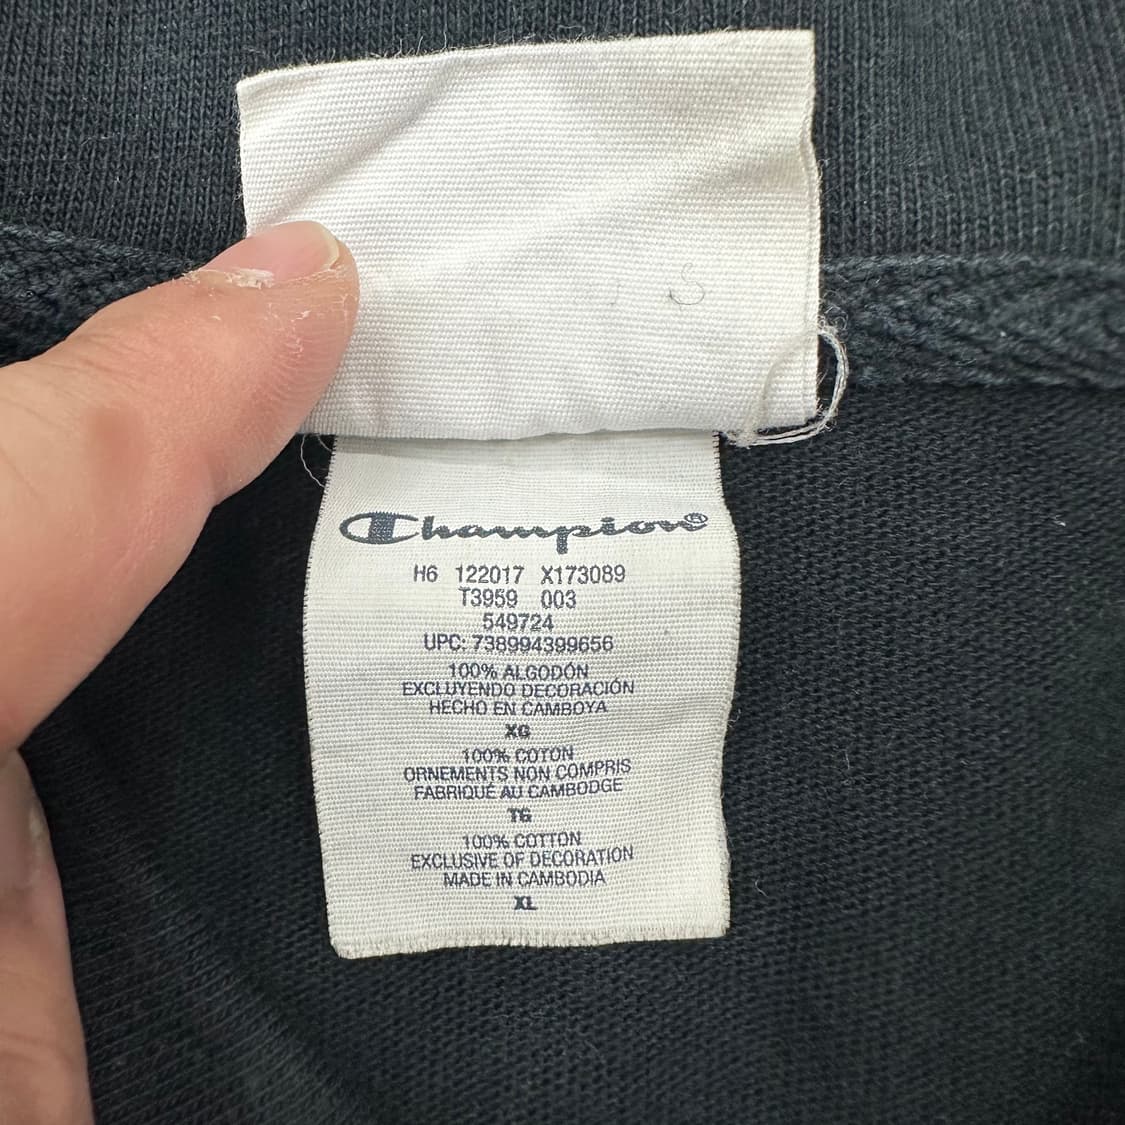 Champion®
H6 122017 X173089
T3959 003
549724
UPC: 738994399656
100% ALGODÓN
EXCLUYENDO DECORACIÓN
HECHO EN CAMBOYA
XG
100% COTON
ORNEMENTS NON COMPRIS
FABRIQUÉ AU CAMBODGE
TG
100% COTTON
EXCLUSIVE OF DECORATION
MADE IN CAMBODIA
XL